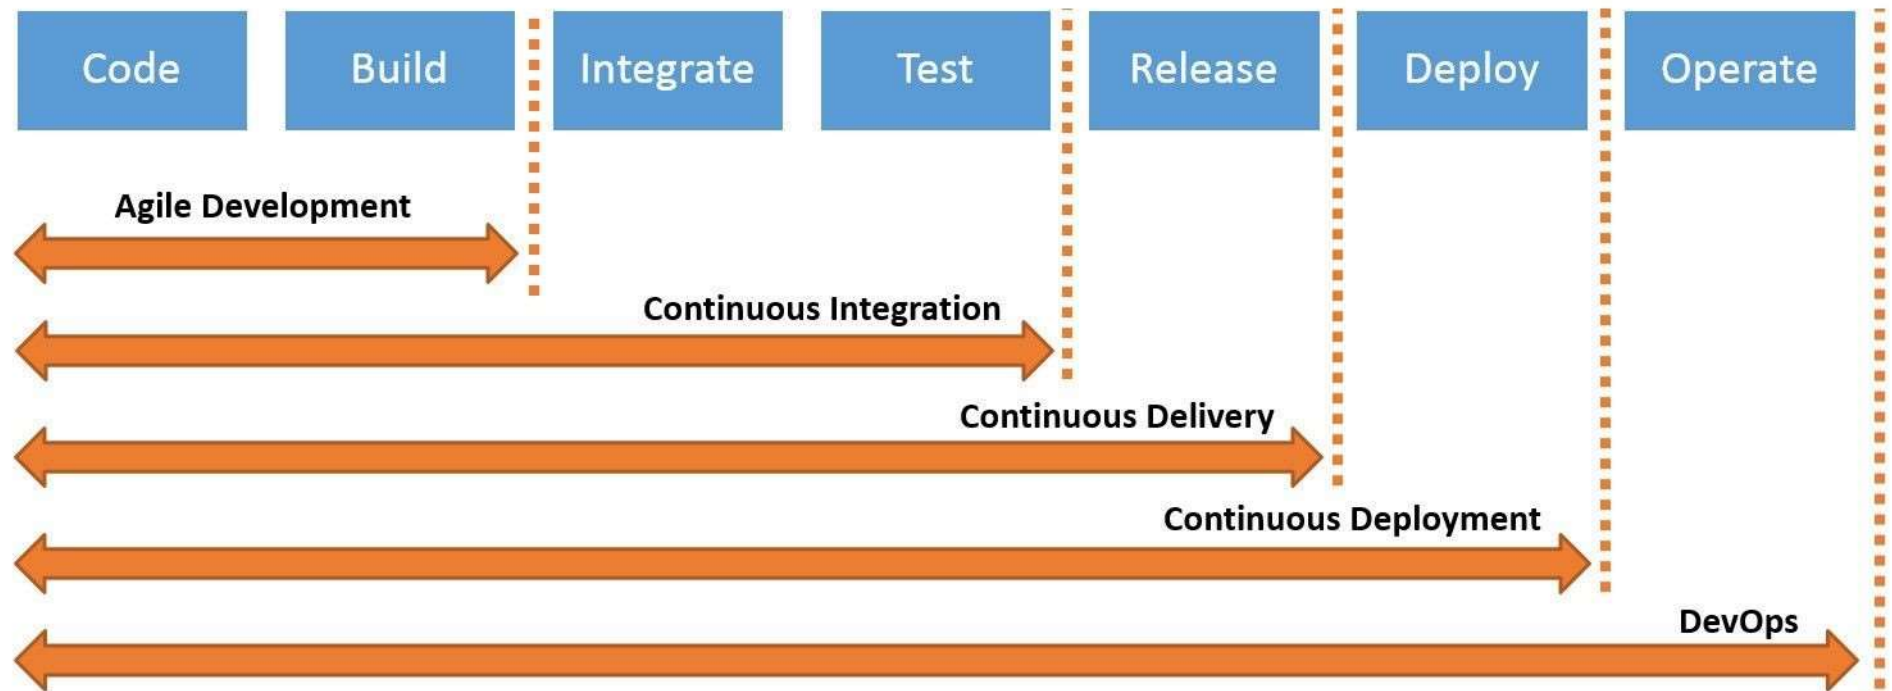 Code Build Integrate Test Release Deploy Operate
Agile Development
Continuous Integration
Continuous Delivery
Continuous Deployment
DevOps